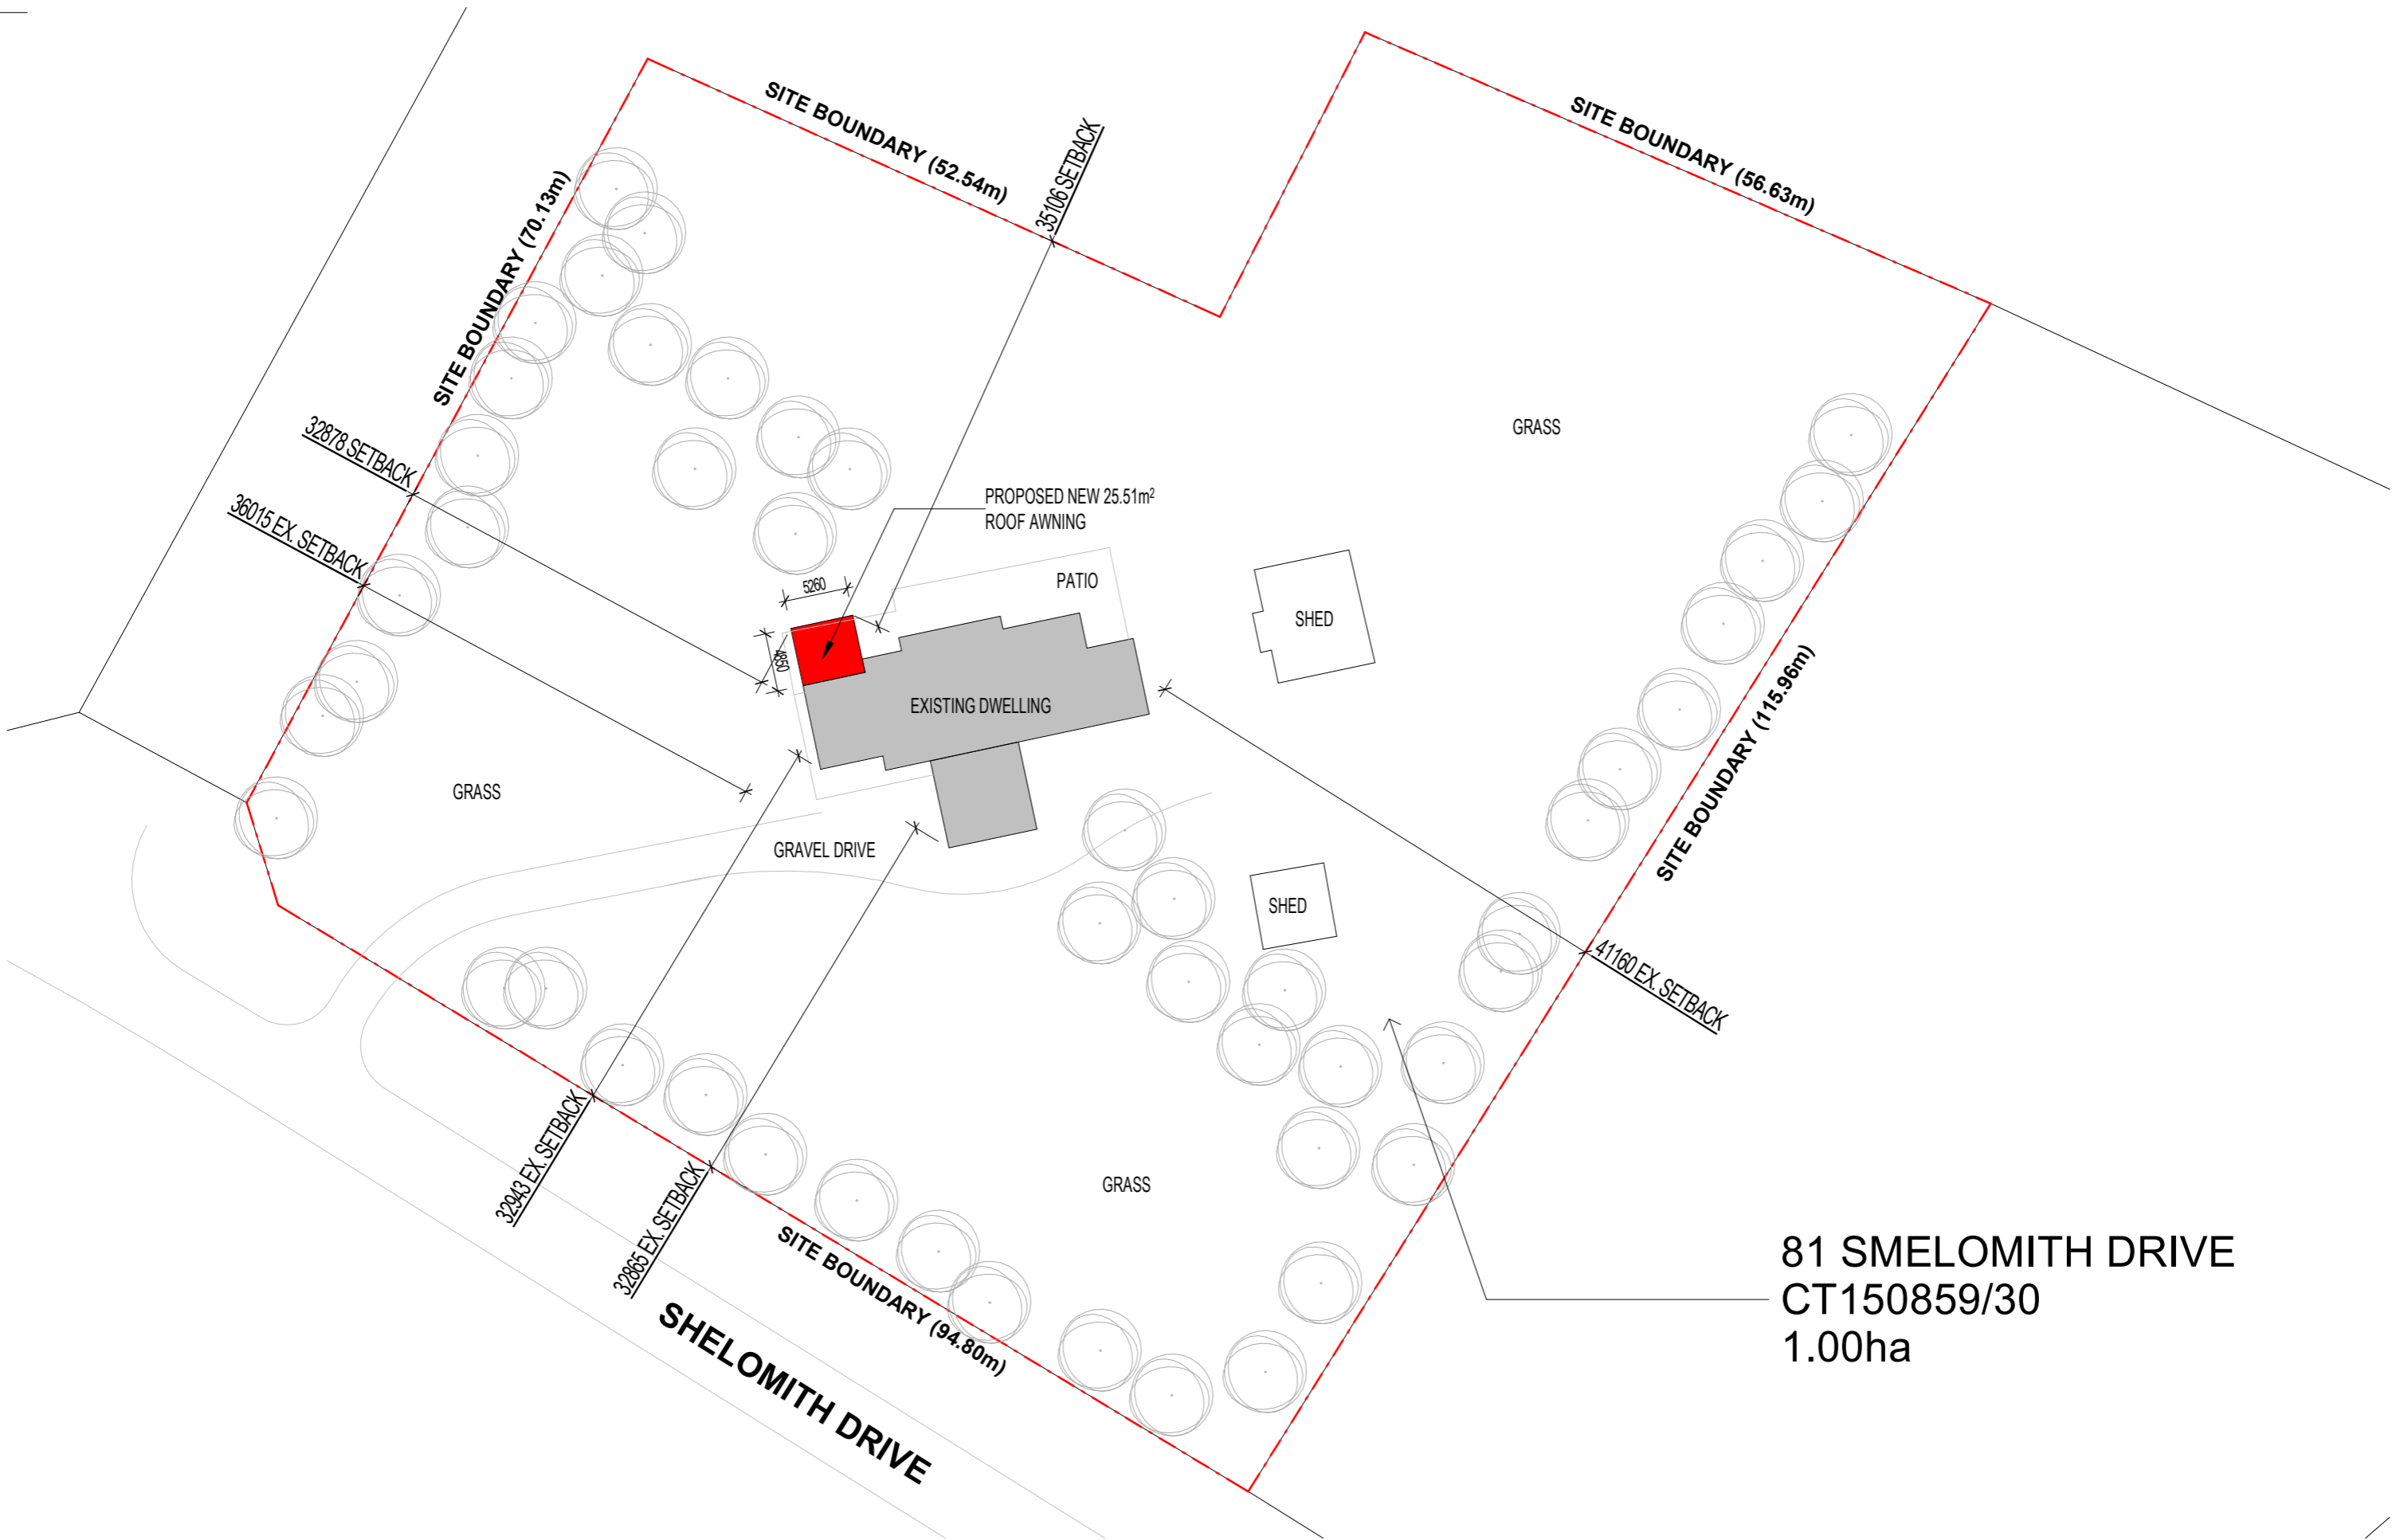 SITE BOUNDARY (52.54m)
SITE BOUNDARY (56.63m)
35106 SETBACK
SITE BOUNDARY (70.13m)
32878 SETBACK
36015 EX. SETBACK
GRASS
PROPOSED NEW 25.51m²
ROOF AWNING
5260
PATIO
4850
SHED
EXISTING DWELLING
SITE BOUNDARY (115.96m)
GRASS
GRAVEL DRIVE
SHED
41160 EX. SETBACK
32943 EX. SETBACK
32865 EX. SETBACK
GRASS
SITE BOUNDARY (94.80m)
SHELOMITH DRIVE
81 SMELOMITH DRIVE
CT150859/30
1.00ha